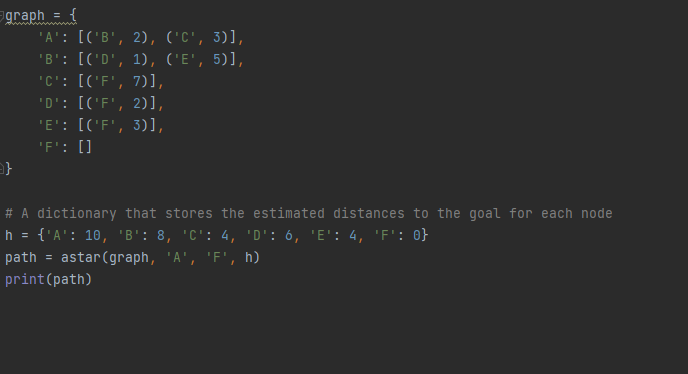 graph = {
    'A': [('B', 2), ('C', 3)],
    'B': [('D', 1), ('E', 5)],
    'C': [('F', 7)],
    'D': [('F', 2)],
    'E': [('F', 3)],
    'F': []
}
# A dictionary that stores the estimated distances to the goal for each node
h = {'A': 10, 'B': 8, 'C': 4, 'D': 6, 'E': 4, 'F': 0}
path = astar(graph, 'A', 'F', h)
print(path)